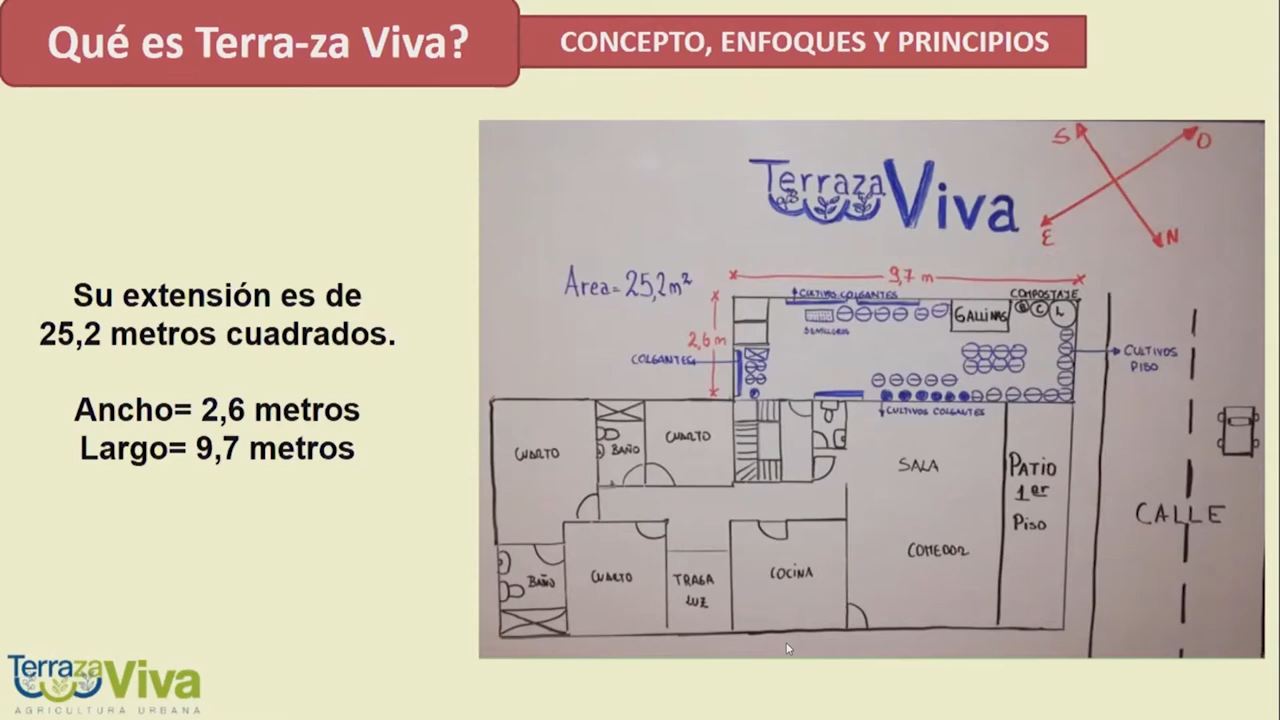 Qué es Terra-za Viva?
CONCEPTO, ENFOQUES Y PRINCIPIOS
Su extensión es de
25,2 metros cuadrados.
Ancho= 2,6 metros
Largo= 9,7 metros
Terraza Viva
S
O
E
N
Area= 25,2 m²
9,7 m
2,6 m
CULTIVO COLGANTES
SEMILLEROS
GALLINAS
COMPOSTAJE
B C L
COLGANTES
CULTIVOS
PISO
CULTIVOS COLGANTES
CUARTO
BAÑO
CUARTO
SALA
PATIO
1er
PISO
CALLE
COMEDOR
BAÑO
CUARTO
TRAGA
LUZ
COCINA
Terraza Viva
AGRICULTURA URBANA